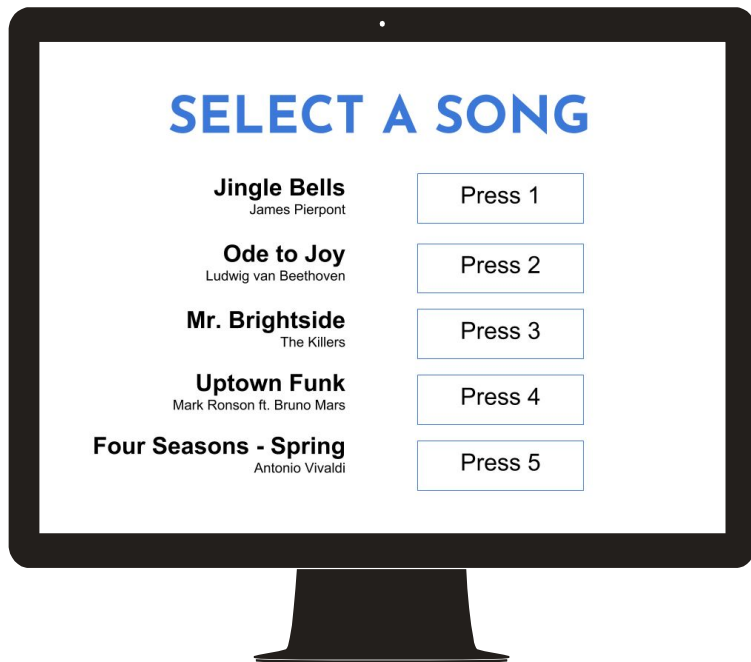 SELECT A SONG
Jingle Bells
James Pierpont
Press 1
Ode to Joy
Ludwig van Beethoven
Press 2
Mr. Brightside
The Killers
Press 3
Uptown Funk
Mark Ronson ft. Bruno Mars
Press 4
Four Seasons - Spring
Antonio Vivaldi
Press 5